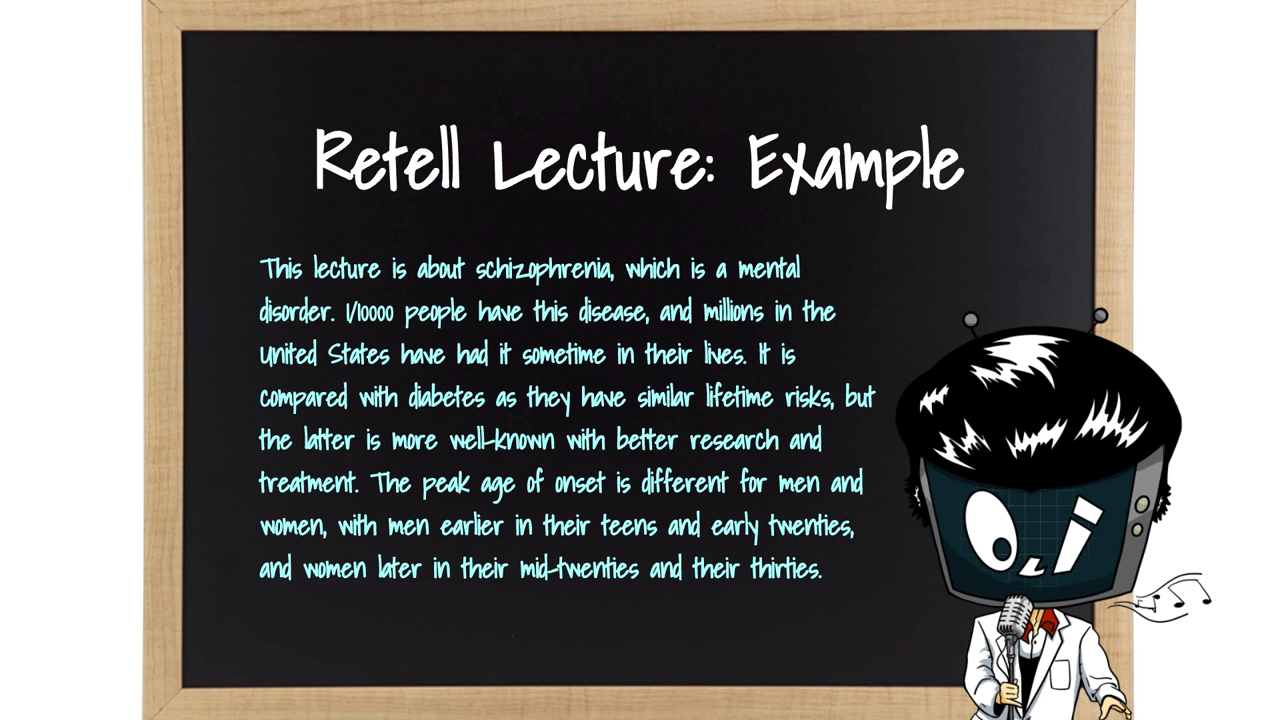 Retell Lecture: Example
This lecture is about schizophrenia, which is a mental
disorder. 1/10000 people have this disease, and millions in the
United States have had it sometime in their lives. It is
compared with diabetes as they have similar lifetime risks, but
the latter is more well-known with better research and
treatment. The peak age of onset is different for men and
women, with men earlier in their teens and early twenties,
and women later in their mid-twenties and their thirties.